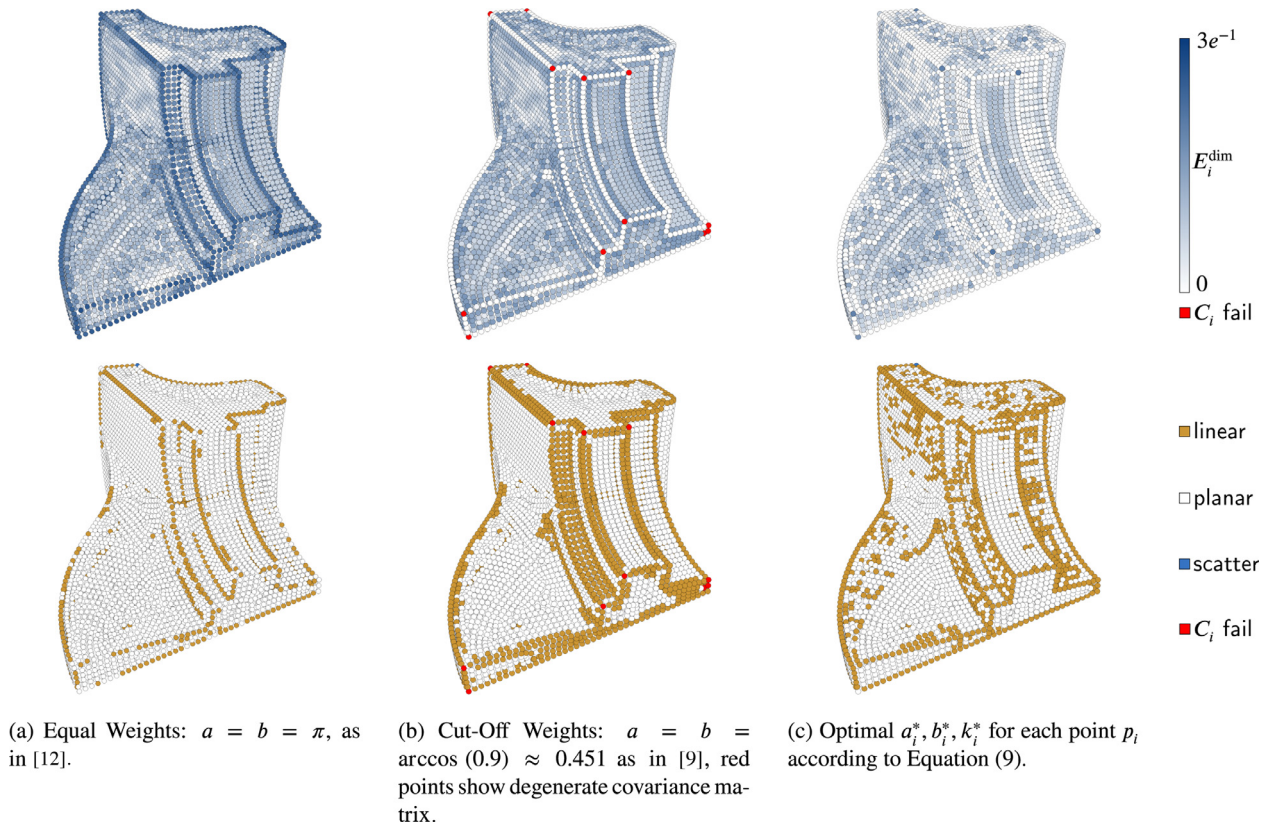 3e⁻¹
E_i^dim
0
C_i fail
linear
planar
scatter
C_i fail
(a) Equal Weights: a = b = π, as
in [12].
(b) Cut-Off Weights: a = b =
arccos (0.9) ≈ 0.451 as in [9], red
points show degenerate covariance ma-
trix.
(c) Optimal a_i^*, b_i^*, k_i^* for each point p_i
according to Equation (9).